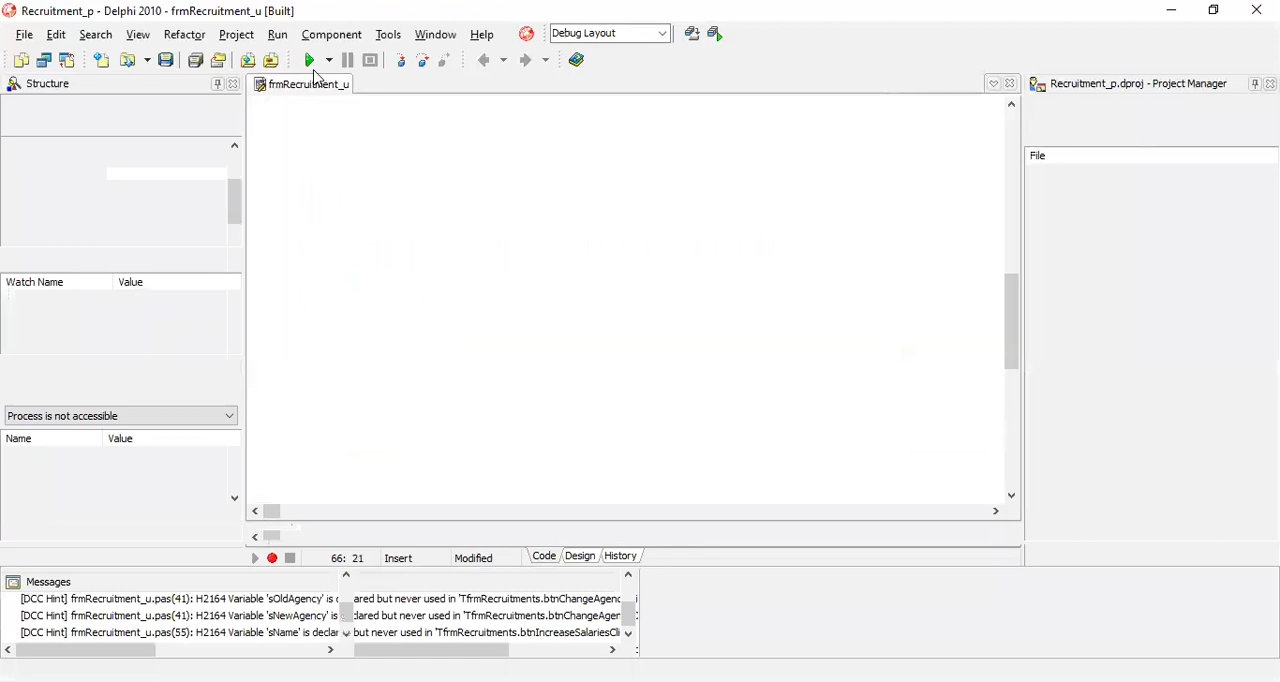 Recruitment_p - Delphi 2010 - frmRecruitment_u [Built]
File Edit Search View Refactor Project Run Component Tools Window Help Debug Layout
Structure
frmRecruitment_u
Recruitment_p.dproj - Project Manager
File
Watch Name Value
Process is not accessible
Name Value
66: 21 Insert Modified Code Design History
Messages
[DCC Hint] frmRecruitment_u.pas(41): H2164 Variable 'sOldAgency' is declared but never used in 'TfrmRecruitments.btnChangeAgenc
[DCC Hint] frmRecruitment_u.pas(41): H2164 Variable 'sNewAgency' is declared but never used in 'TfrmRecruitments.btnChangeAger
[DCC Hint] frmRecruitment_u.pas(55): H2164 Variable 'sName' is declar but never used in 'TfrmRecruitments.btnIncreaseSalariesCli